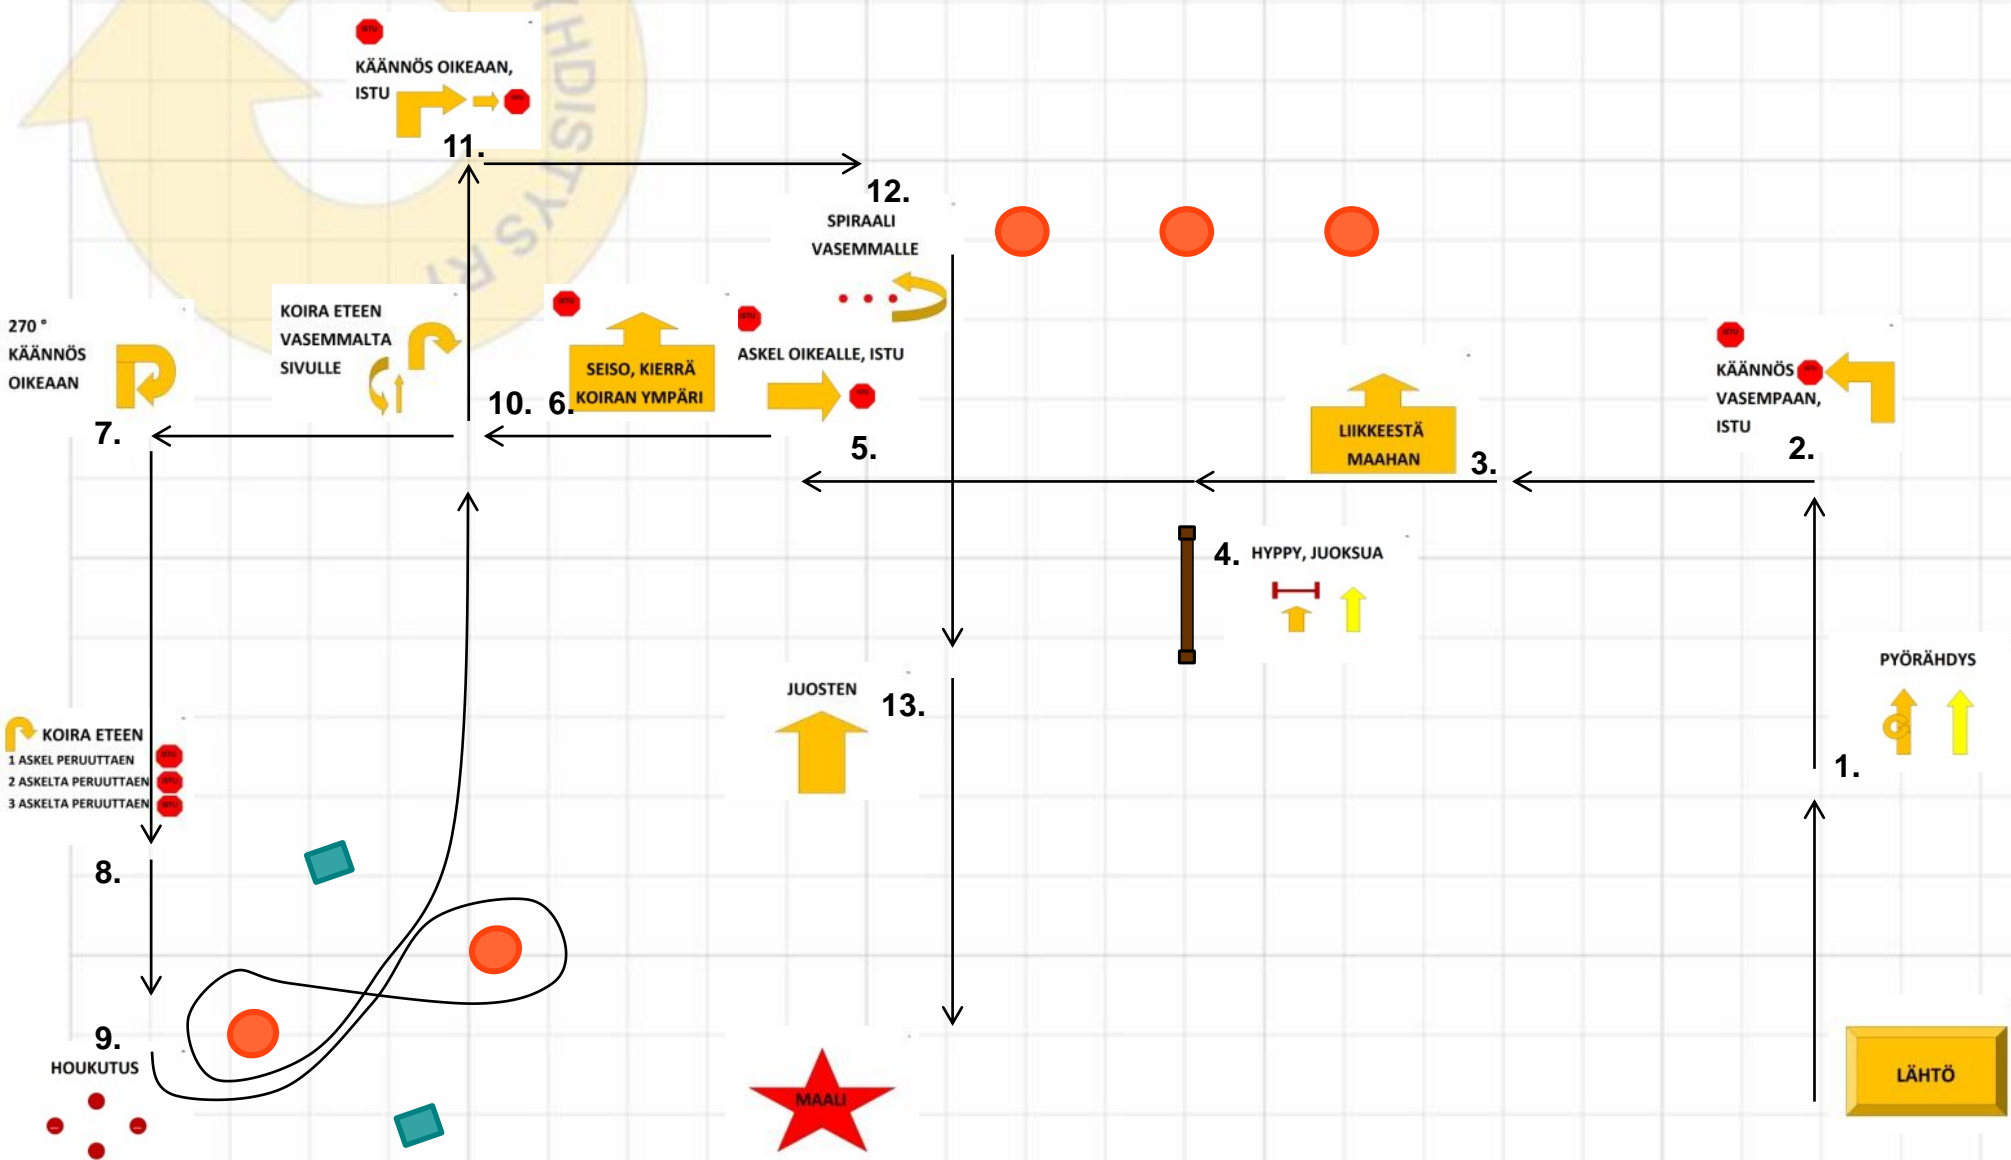 YHDISTYS RY
KÄÄNNÖS OIKEAAN,
ISTU
11.
12.
SPIRAALI
VASEMMALLE
270 °
KÄÄNNÖS
OIKEAAN
7.
KOIRA ETEEN
VASEMMALTA
SIVULLE
10.
6.
SEISO, KIERRÄ
KOIRAN YMPÄRI
ASKEL OIKEALLE, ISTU
5.
LIIKKEESTÄ
MAAHAN
3.
KÄÄNNÖS
VASEMPAAN,
ISTU
2.
4.
HYPPY, JUOKSUA
PYÖRÄHDYS
1.
JUOSTEN
13.
KOIRA ETEEN
1 ASKEL PERUUTTAEN
2 ASKELTA PERUUTTAEN
3 ASKELTA PERUUTTAEN
8.
9.
HOUKUTUS
MAALI
LÄHTÖ